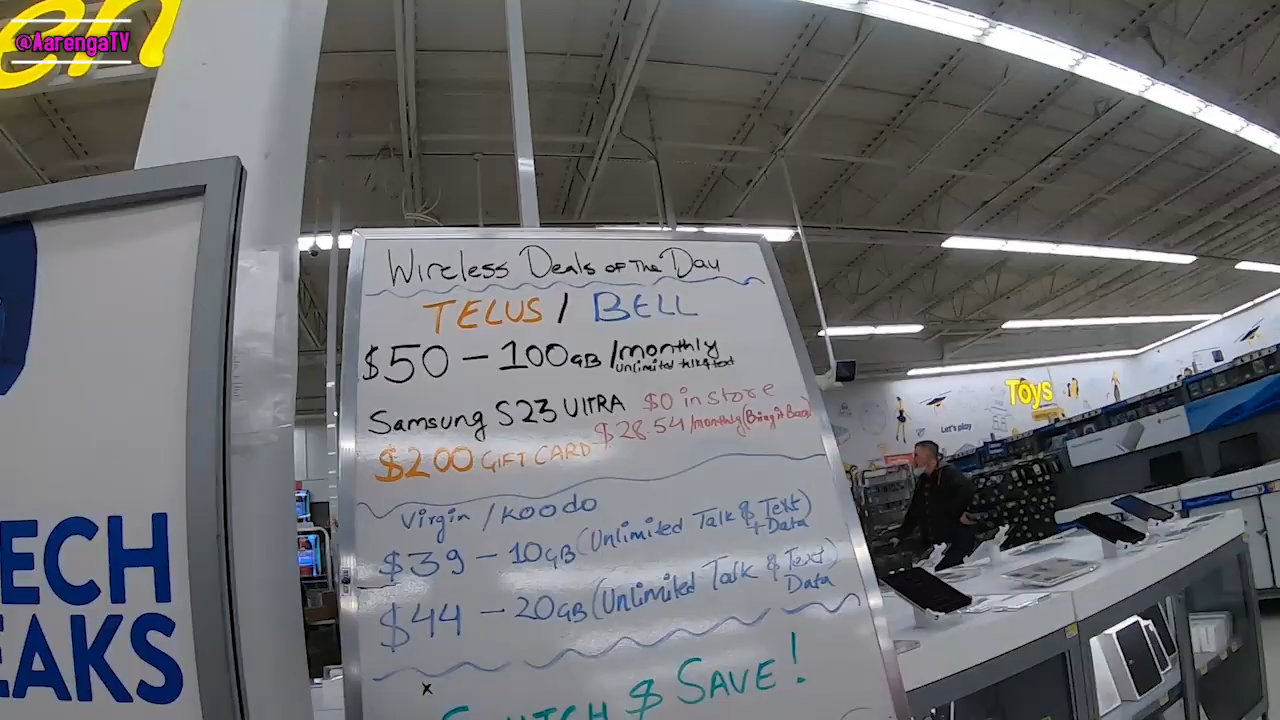 @AarengaTV
en
Wireless Deals of The Day
TELUS / BELL
$50 – 100GB /monthly
Unlimited talk & text
Samsung S23 UltRA $0 in store
$28.54/monthly (Bring it Back)
$200 GIFT CARD
Virgin / Koodo
$39 – 10GB (Unlimited Talk & Text)
+ Data
$44 – 20GB (Unlimited Talk & Text)
Data
x
SWITCH $ SAVE!
ECH
EAKS
Toys
Let's play